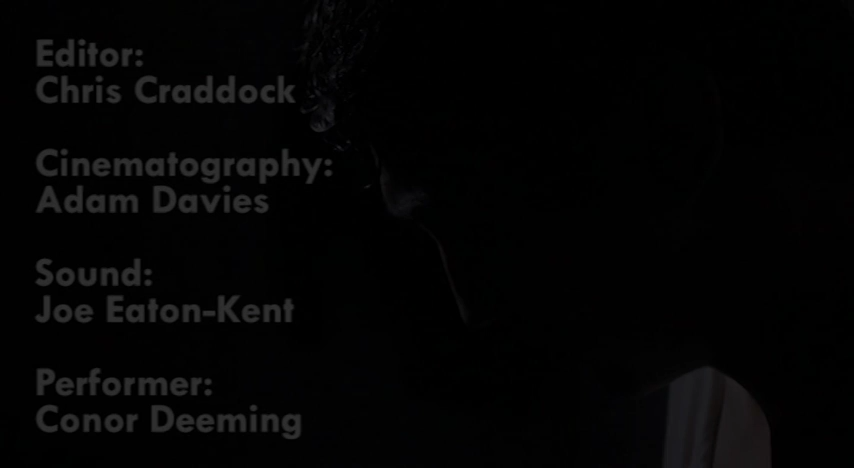 Editor:
Chris Craddock
Cinematography:
Adam Davies
Sound:
Joe Eaton-Kent
Performer:
Conor Deeming